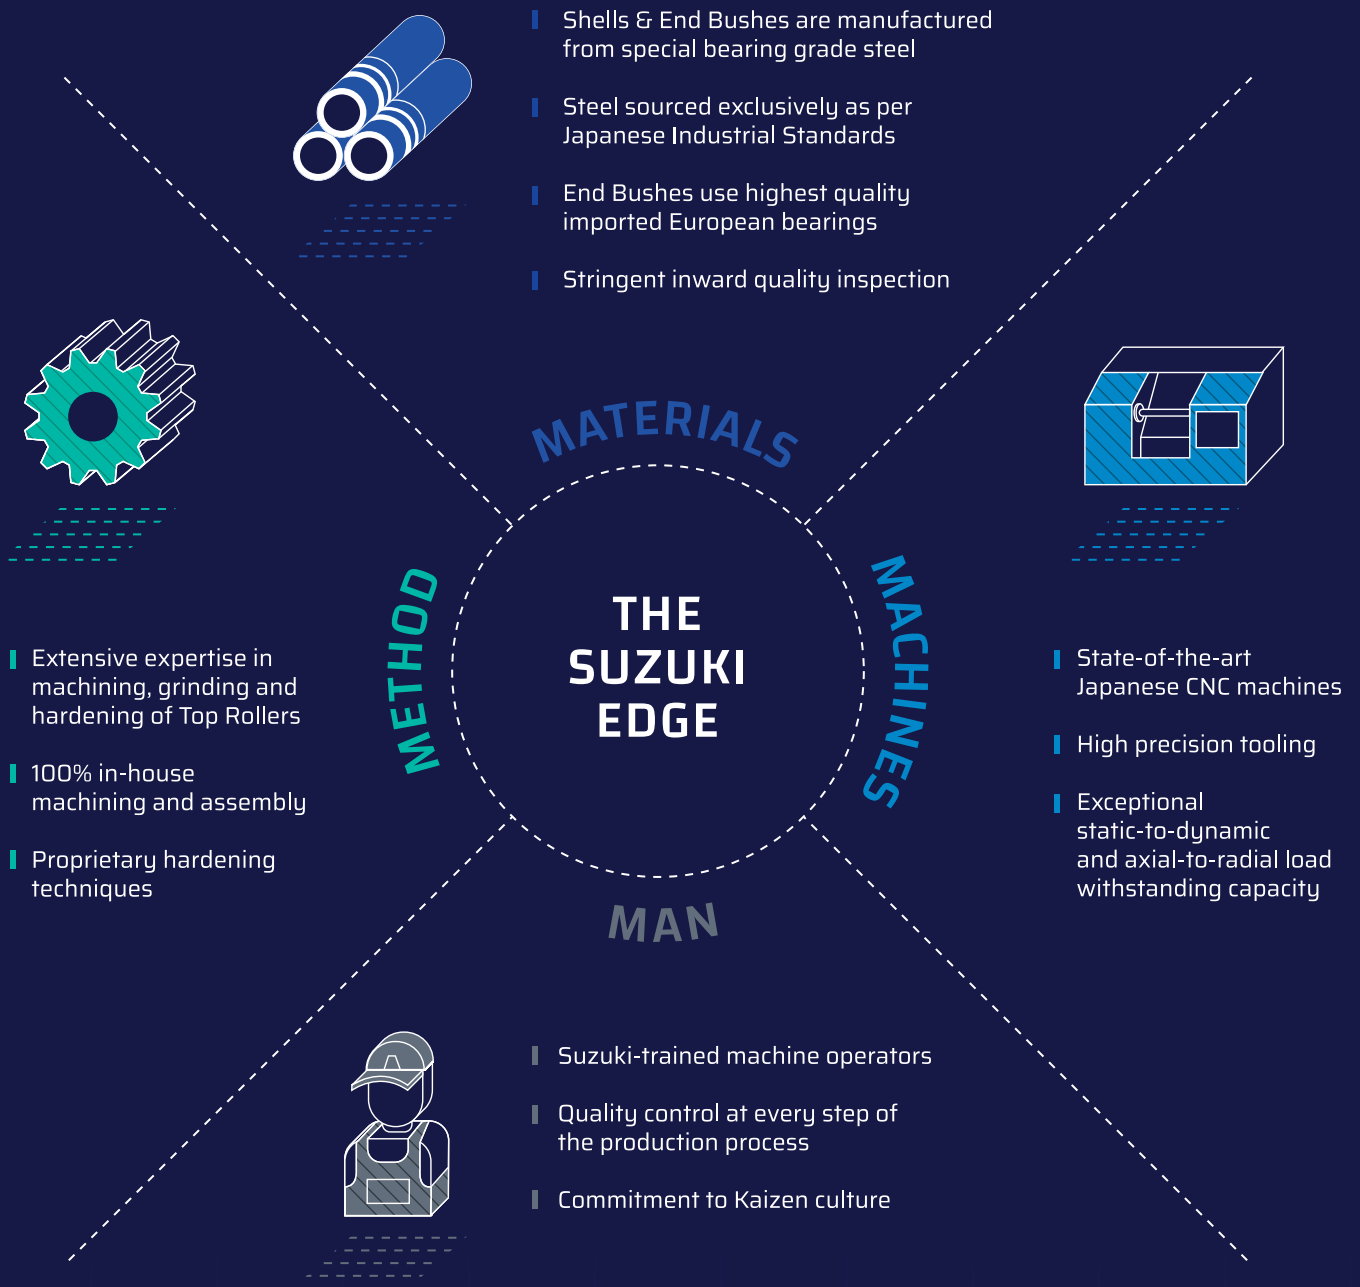 Shells & End Bushes are manufactured
from special bearing grade steel
Steel sourced exclusively as per
Japanese Industrial Standards
End Bushes use highest quality
imported European bearings
Stringent inward quality inspection
MATERIALS
THE
SUZUKI
EDGE
METHOD
Extensive expertise in
machining, grinding and
hardening of Top Rollers
100% in-house
machining and assembly
Proprietary hardening
techniques
MACHINES
State-of-the-art
Japanese CNC machines
High precision tooling
Exceptional
static-to-dynamic
and axial-to-radial load
withstanding capacity
MAN
Suzuki-trained machine operators
Quality control at every step of
the production process
Commitment to Kaizen culture